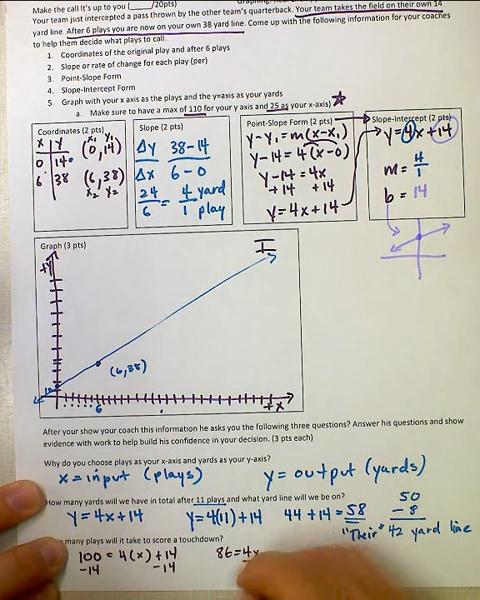 Make the call It's up to you (____/20pts)
Your team just intercepted a pass thrown by the other team's quarterback. Your team takes the field on their own 14
yard line. After 6 plays you are now on your own 38 yard line. Come up with the following information for your coaches
to help them decide what plays to call.
1. Coordinates of the original play and after 6 plays
2. Slope or rate of change for each play (per)
3. Point-Slope Form
4. Slope-Intercept Form
5. Graph with your x axis as the plays and the y=axis as your yards
a. Make sure to have a max of 110 for your y axis and 25 as your x-axis)
Coordinates (2 pts)
x y
x₁ y₁
0 14 (0,14)
6 38 (6,38)
x₂ y₂
Slope (2 pts)
Δy 38-14
Δx 6-0
24 = 4 yard
6 1 play
Point-Slope Form (2 pts)
y-y₁=m(x-x₁)
y-14=4(x-0)
y-14=4x
+14 +14
y=4x+14
Slope-Intercept (2 pts)
y=4x+14
m= 4
1
b= 14
Graph (3 pts)
I
+y
(6,38)
6
+x
After your show your coach this information he asks you the following three questions? Answer his questions and show
evidence with work to help build his confidence in your decision. (3 pts each)
Why do you choose plays as your x-axis and yards as your y-axis?
x=input (plays) y=output (yards)
How many yards will we have in total after 11 plays and what yard line will we be on?
y=4x+14 y=4(11)+14 44+14=58
50
-8
"Their" 42 yard line
many plays will it take to score a touchdown?
100=4(x)+14 86=4x
-14 -14